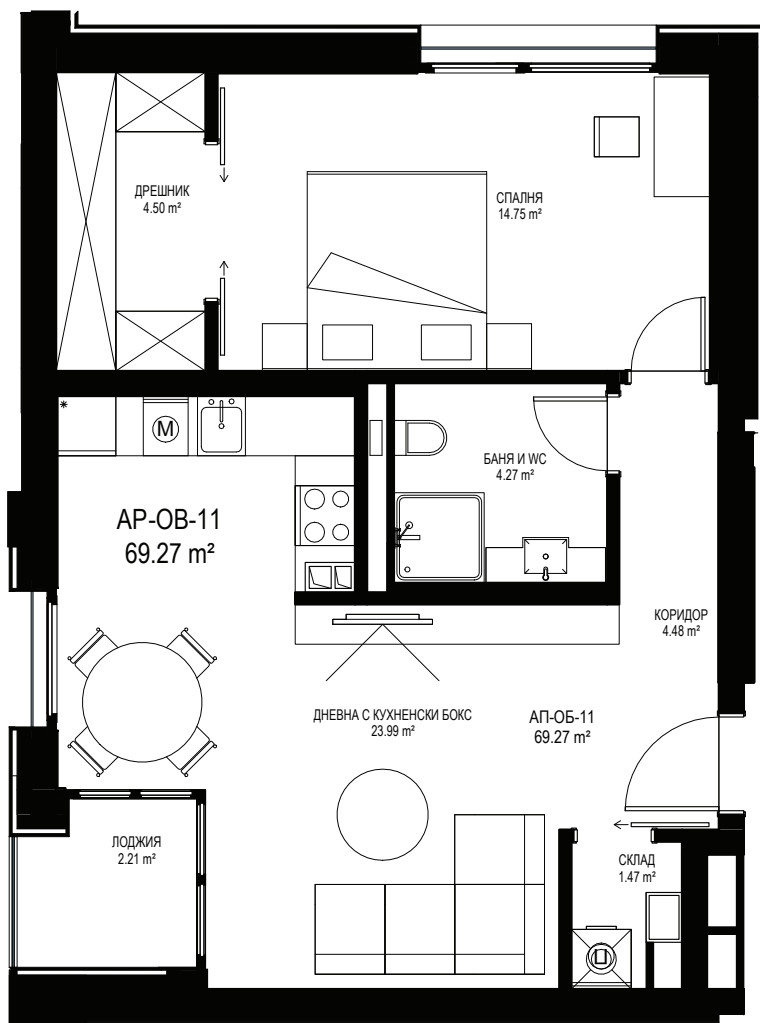 ДРЕШНИК
4.50 m²
СПАЛНЯ
14.75 m²
*
M
БАНЯ И WC
4.27 m²
AP-OB-11
69.27 m²
КОРИДОР
4.48 m²
ДНЕВНА С КУХНЕНСКИ БОКС
23.99 m²
АП-ОБ-11
69.27 m²
ЛОДЖИЯ
2.21 m²
СКЛАД
1.47 m²